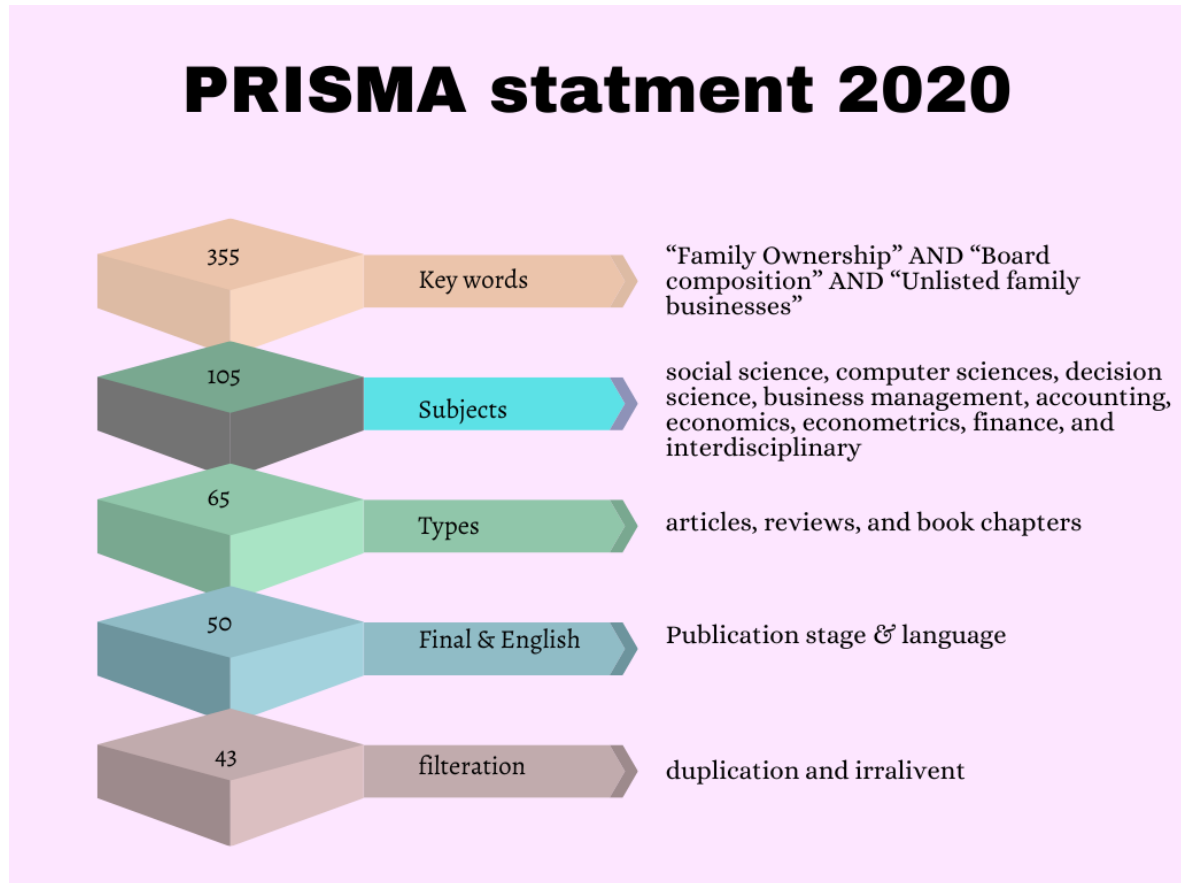 PRISMA statment 2020
355
Key words
“Family Ownership” AND “Board
composition” AND “Unlisted family
businesses”
105
Subjects
social science, computer sciences, decision
science, business management, accounting,
economics, econometrics, finance, and
interdisciplinary
65
Types
articles, reviews, and book chapters
50
Final & English
Publication stage & language
43
filteration
duplication and irralivent